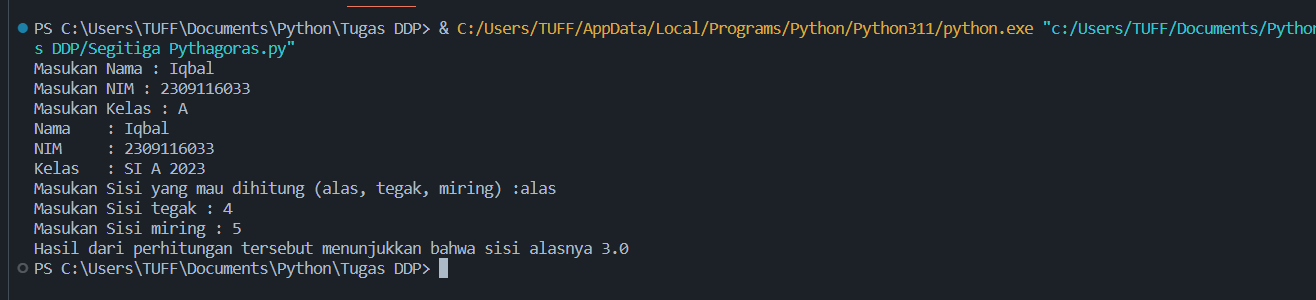 PS C:\Users\TUFF\Documents\Python\Tugas DDP> & C:/Users/TUFF/AppData/Local/Programs/Python/Python311/python.exe "c:/Users/TUFF/Documents/Python
s DDP/Segitiga Pythagoras.py"
Masukan Nama : Iqbal
Masukan NIM : 2309116033
Masukan Kelas : A
Nama    : Iqbal
NIM     : 2309116033
Kelas   : SI A 2023
Masukan Sisi yang mau dihitung (alas, tegak, miring) :alas
Masukan Sisi tegak : 4
Masukan Sisi miring : 5
Hasil dari perhitungan tersebut menunjukkan bahwa sisi alasnya 3.0
PS C:\Users\TUFF\Documents\Python\Tugas DDP>